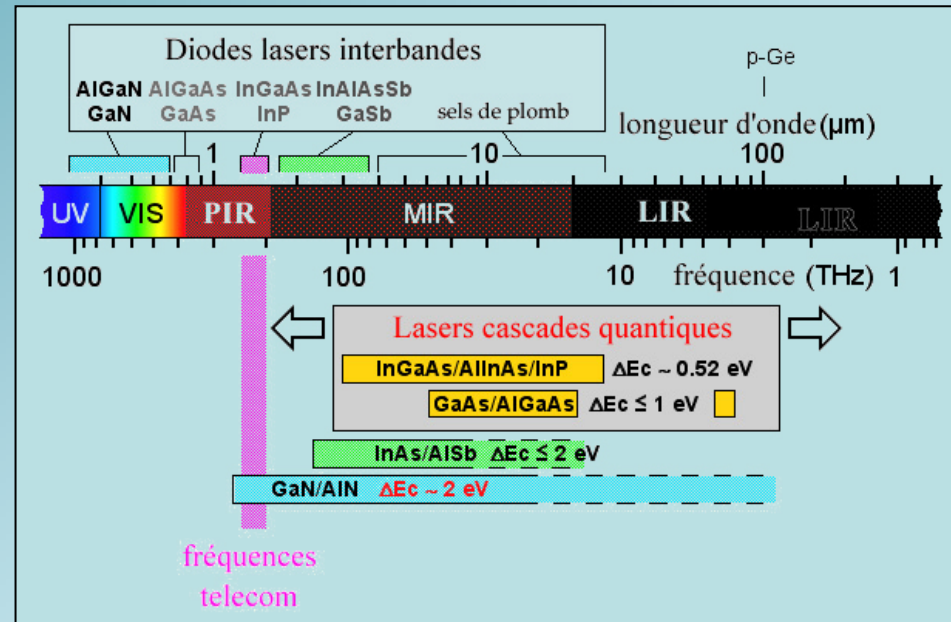 Diodes lasers interbandes
AlGaN AlGaAs InGaAs InAlAsSb
GaN GaAs InP GaSb sels de plomb
p-Ge
longueur d'onde (µm)
1 10 100
UV VIS PIR MIR LIR LIR
1000 100 10 fréquence (THz) 1
Lasers cascades quantiques
InGaAs/AlInAs/InP ΔEc ~ 0.52 eV
GaAs/AlGaAs ΔEc ≤ 1 eV
InAs/AlSb ΔEc ≤ 2 eV
GaN/AlN ΔEc ~ 2 eV
fréquences
telecom